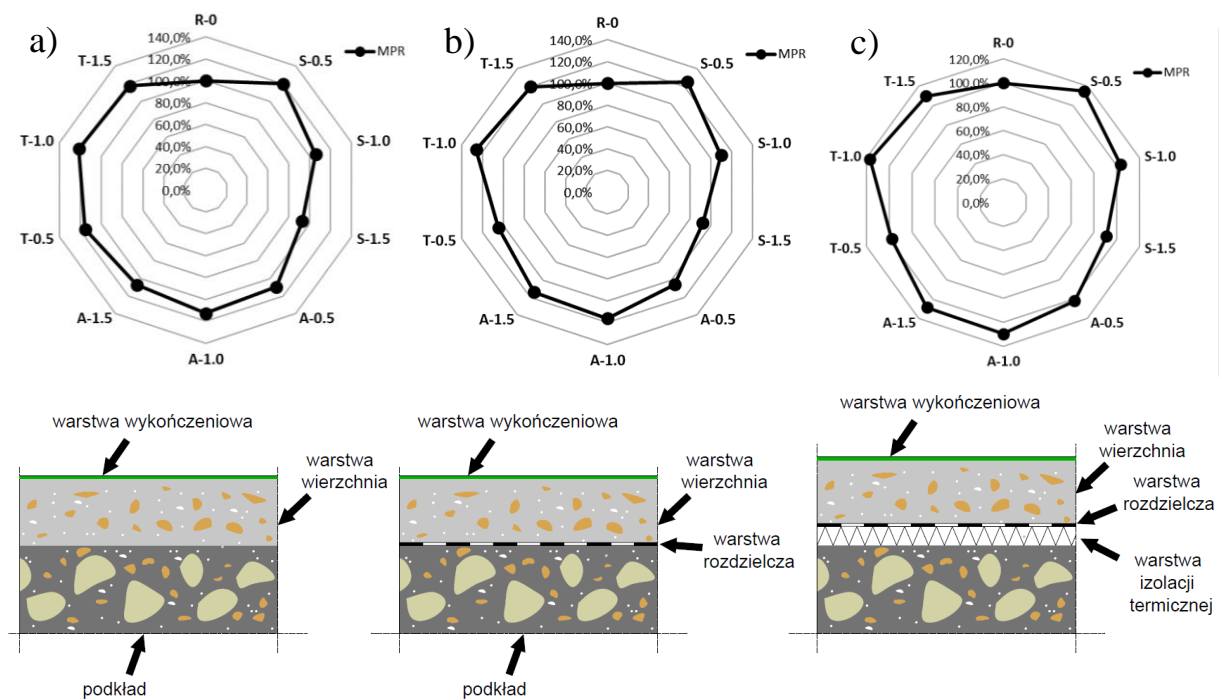 a)
R-0
S-0.5
S-1.0
S-1.5
A-0.5
A-1.0
A-1.5
T-0.5
T-1.0
T-1.5
140,0%
120,0%
100,0%
80,0%
60,0%
40,0%
20,0%
0,0%
MPR
b)
R-0
S-0.5
S-1.0
S-1.5
A-0.5
A-1.0
A-1.5
T-0.5
T-1.0
T-1.5
140,0%
120,0%
100,0%
80,0%
60,0%
40,0%
20,0%
0,0%
MPR
c)
R-0
S-0.5
S-1.0
S-1.5
A-0.5
A-1.0
A-1.5
T-0.5
T-1.0
T-1.5
120,0%
100,0%
80,0%
60,0%
40,0%
20,0%
0,0%
MPR
warstwa wykończeniowa
warstwa
wierzchnia
podkład
warstwa wykończeniowa
warstwa
wierzchnia
warstwa
rozdzielcza
podkład
warstwa wykończeniowa
warstwa
wierzchnia
warstwa
rozdzielcza
warstwa
izolacji
termicznej